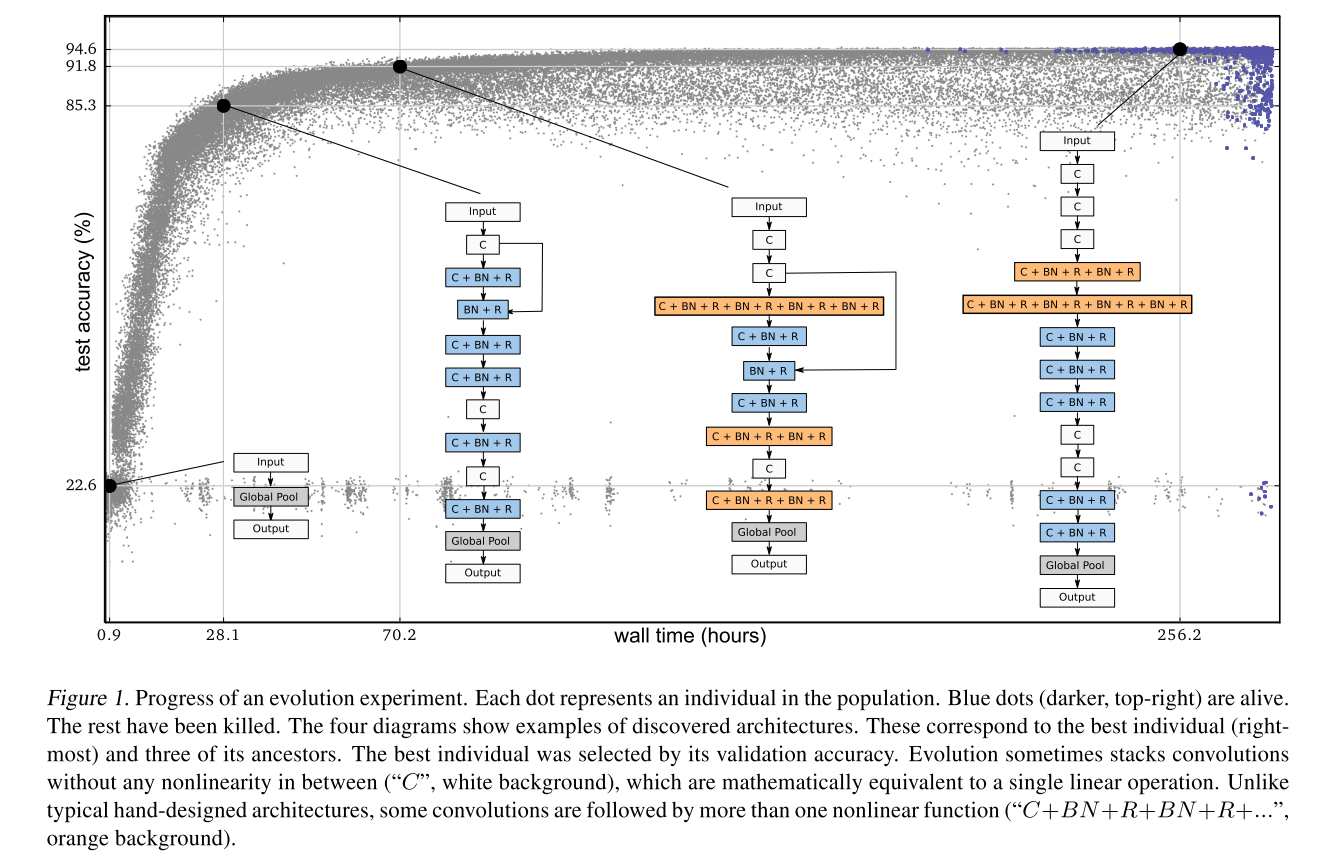 94.6
91.8
85.3
22.6
test accuracy (%)
Input
Global Pool
Output
Input
C
C + BN + R
BN + R
C + BN + R
C + BN + R
C
C + BN + R
C
C + BN + R
Global Pool
Output
Input
C
C
C + BN + R + BN + R + BN + R + BN + R
C + BN + R
BN + R
C + BN + R
C + BN + R + BN + R
C
C + BN + R + BN + R
Global Pool
Output
Input
C
C
C
C + BN + R + BN + R
C + BN + R + BN + R + BN + R + BN + R
C + BN + R
C + BN + R
C + BN + R
C
C
C + BN + R
C + BN + R
Global Pool
Output
0.9 28.1 70.2 256.2
wall time (hours)
Figure 1. Progress of an evolution experiment. Each dot represents an individual in the population. Blue dots (darker, top-right) are alive.
The rest have been killed. The four diagrams show examples of discovered architectures. These correspond to the best individual (right-
most) and three of its ancestors. The best individual was selected by its validation accuracy. Evolution sometimes stacks convolutions
without any nonlinearity in between (“C”, white background), which are mathematically equivalent to a single linear operation. Unlike
typical hand-designed architectures, some convolutions are followed by more than one nonlinear function (“C+BN+R+BN+R+...”,
orange background).